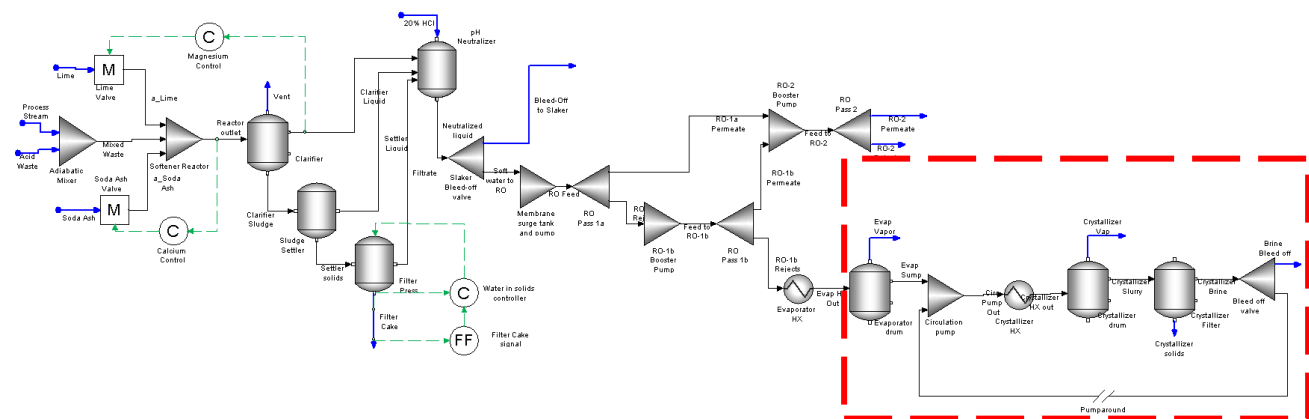 20% HCl
pH
Neutralizer
C
Magnesium
Control
M
Lime
Lime
Valve
a_Lime
Process
Stream
Acid
Waste
Mixed
Waste
Adiabatic
Mixer
Softener Reactor
a_Soda
Ash
Soda Ash
Valve
M
Soda Ash
C
Calcium
Control
Reactor
outlet
Vent
Clarifier
Clarifier
Liquid
Clarifier
Sludge
Sludge
Settler
Settler
Liquid
Settler
solids
Filter
Press
Filtrate
Filter
Cake
C
Water in solids
controller
FF
Filter Cake
signal
Neutralized
liquid
Bleed-Off
to Slaker
Slaker
Bleed-off
valve
Soft
water to
RO
Membrane
surge tank
and pump
RO Feed
RO
Pass 1a
RO-1a
Permeate
RO-1b
Booster
Pump
Feed to
RO-1b
RO
Pass 1b
RO-1b
Permeate
RO-1b
Rejects
RO-2
Booster
Pump
Feed to
RO-2
RO
Pass 2
RO-2
Permeate
RO-2
Evaporator
HX
Evap H
Out
Evap
Vapor
Evaporator
drum
Evap
Sump
Circulation
pump
Pump
Out
Crystallizer
HX
Crystallizer
HX out
Crystallizer
Vap
Crystallizer
drum
Crystallizer
Slurry
Crystallizer
Filter
Crystallizer
solids
Crystallizer
Brine
Brine
Bleed off
Bleed off
valve
Pumparound